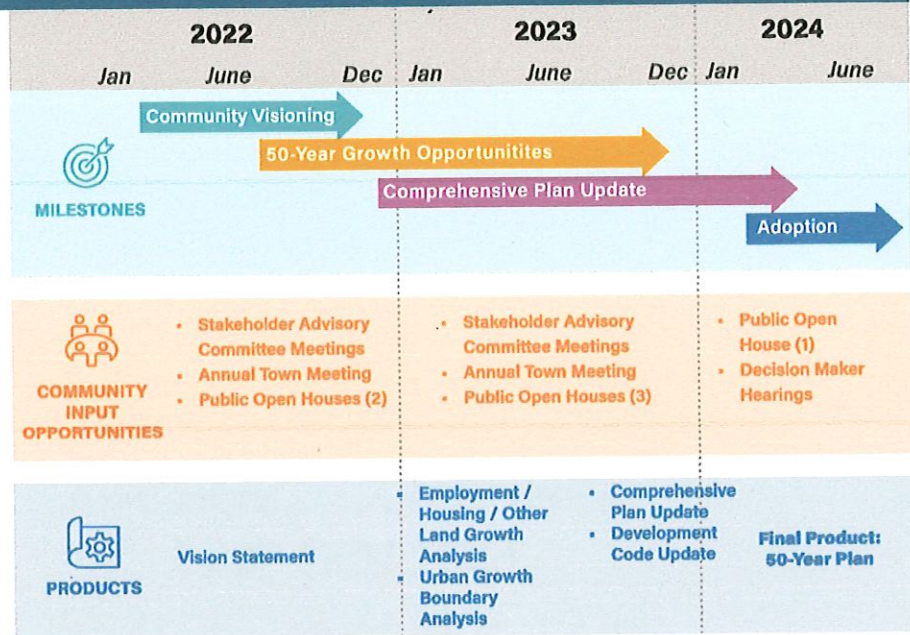 2022
2023
2024
Jan June Dec Jan June Dec Jan June
Community Visioning
50-Year Growth Opportunitites
Comprehensive Plan Update
Adoption
MILESTONES
COMMUNITY
INPUT
OPPORTUNITIES
• Stakeholder Advisory
Committee Meetings
• Annual Town Meeting
• Public Open Houses (2)
• Stakeholder Advisory
Committee Meetings
• Annual Town Meeting
• Public Open Houses (3)
• Public Open
House (1)
• Decision Maker
Hearings
PRODUCTS
Vision Statement
• Employment /
Housing / Other
Land Growth
Analysis
• Urban Growth
Boundary
Analysis
• Comprehensive
Plan Update
• Development
Code Update
Final Product:
50-Year Plan